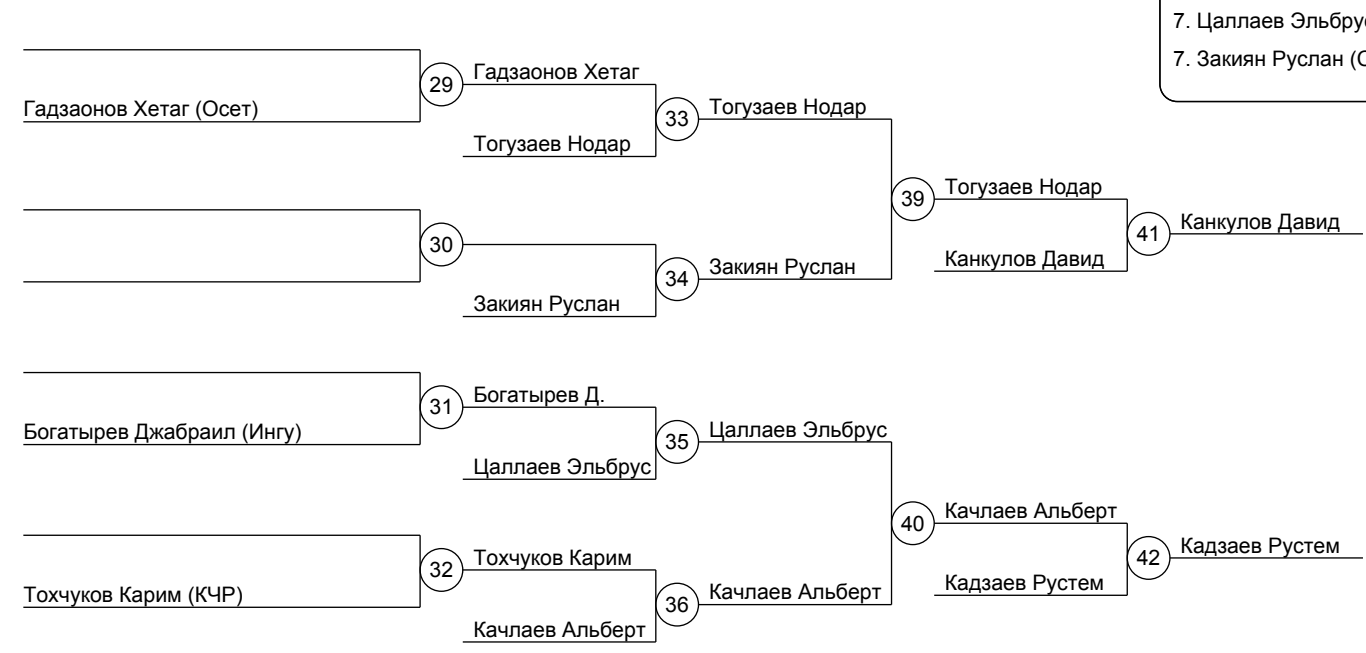 7. Цаллаев Эльбрус
7. Закиян Руслан (О
29
Гадзаонов Хетаг
Гадзаонов Хетаг (Осет)
33
Тогузаев Нодар
Тогузаев Нодар
39
Тогузаев Нодар
30
41
Канкулов Давид
34
Закиян Руслан
Канкулов Давид
Закиян Руслан
31
Богатырев Д.
Богатырев Джабраил (Ингу)
35
Цаллаев Эльбрус
Цаллаев Эльбрус
40
Качлаев Альберт
32
Тохчуков Карим
42
Кадзаев Рустем
Тохчуков Карим (КЧР)
36
Качлаев Альберт
Кадзаев Рустем
Качлаев Альберт